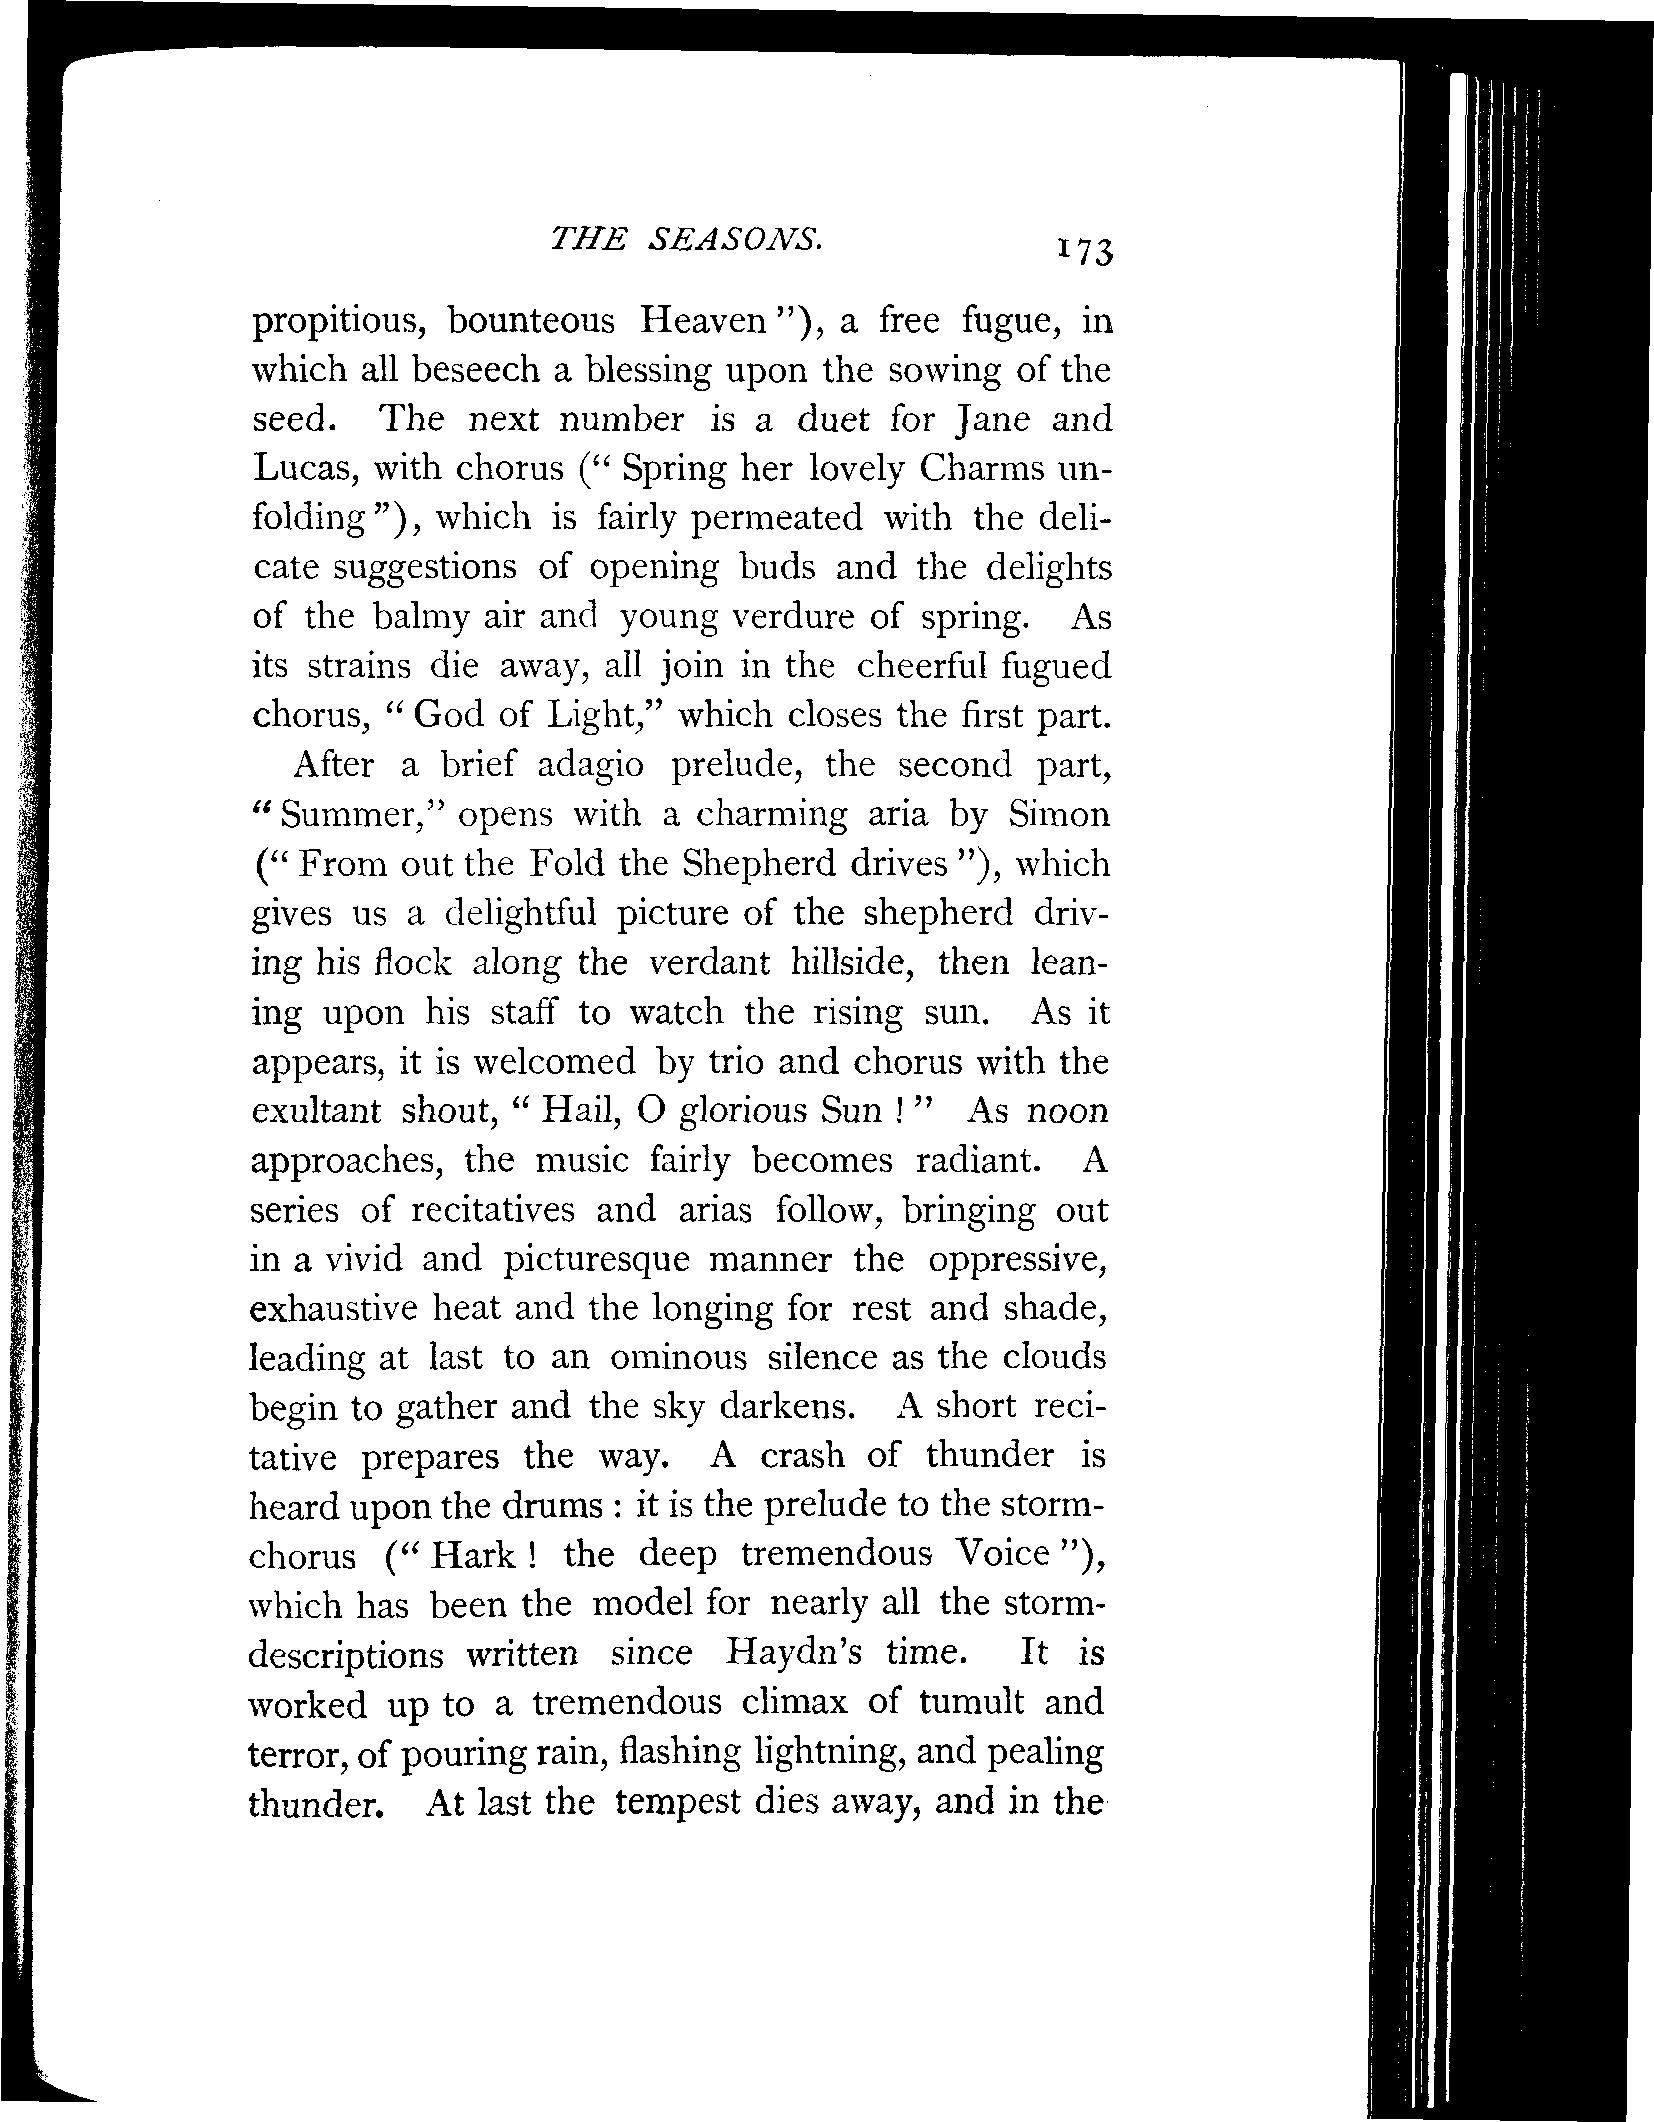 THE SEASONS. 173
propitious, bounteous Heaven"), a free fugue, in
which all beseech a blessing upon the sowing of the
seed. The next number is a duet for Jane and
Lucas, with chorus ("Spring her lovely Charms un-
folding"), which is fairly permeated with the deli-
cate suggestions of opening buds and the delights
of the balmy air and young verdure of spring. As
its strains die away, all join in the cheerful fugued
chorus, "God of Light," which closes the first part.
After a brief adagio prelude, the second part,
"Summer," opens with a charming aria by Simon
("From out the Fold the Shepherd drives"), which
gives us a delightful picture of the shepherd driv-
ing his flock along the verdant hillside, then lean-
ing upon his staff to watch the rising sun. As it
appears, it is welcomed by trio and chorus with the
exultant shout, "Hail, O glorious Sun!" As noon
approaches, the music fairly becomes radiant. A
series of recitatives and arias follow, bringing out
in a vivid and picturesque manner the oppressive,
exhaustive heat and the longing for rest and shade,
leading at last to an ominous silence as the clouds
begin to gather and the sky darkens. A short reci-
tative prepares the way. A crash of thunder is
heard upon the drums: it is the prelude to the storm-
chorus ("Hark! the deep tremendous Voice"),
which has been the model for nearly all the storm-
descriptions written since Haydn's time. It is
worked up to a tremendous climax of tumult and
terror, of pouring rain, flashing lightning, and pealing
thunder. At last the tempest dies away, and in the